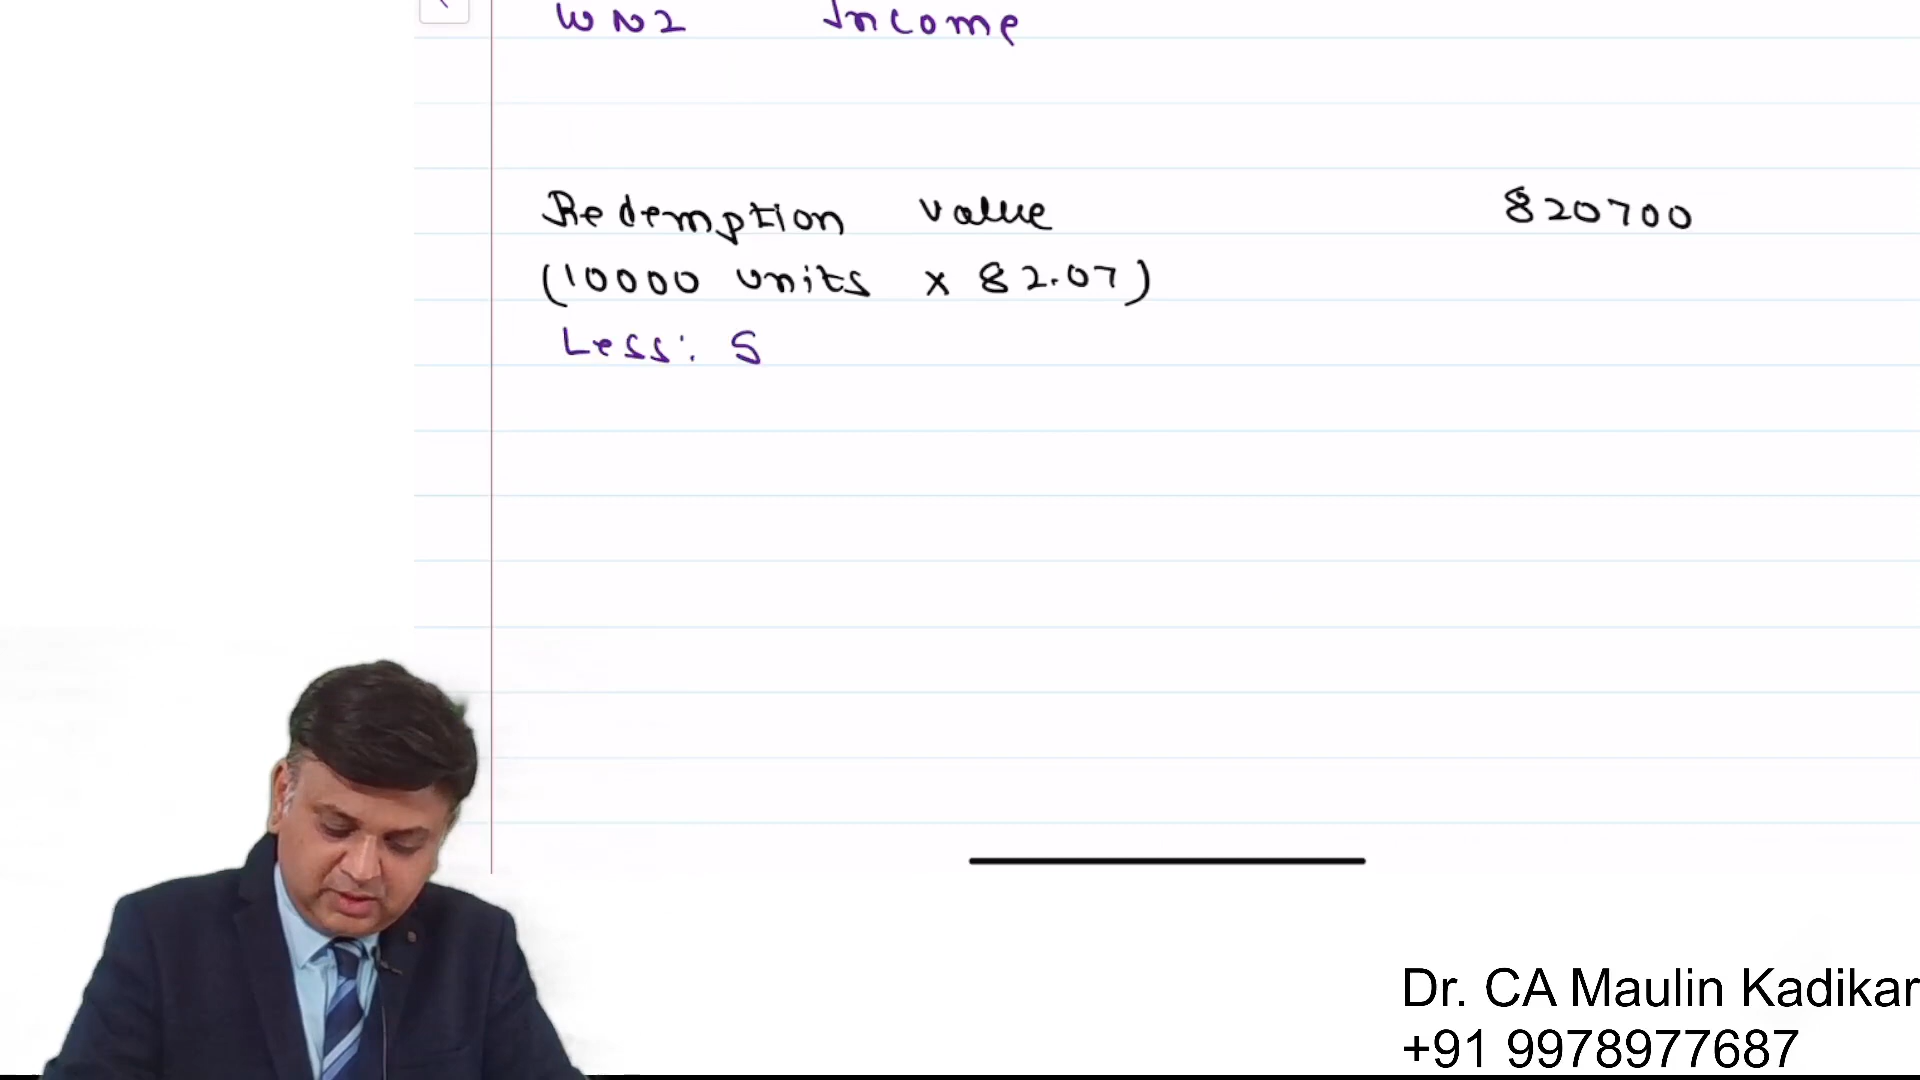 WN2 Income
Redemption value 820700
(10000 units x 82.07)
Less: S
Dr. CA Maulin Kadikar
+91 9978977687